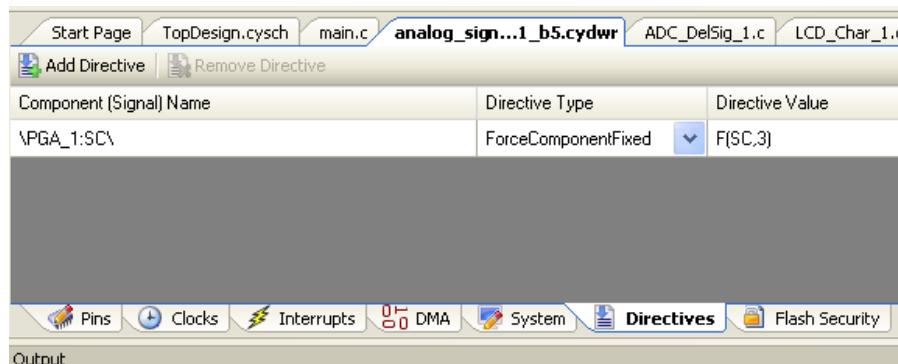 Start Page TopDesign.cysch main.c analog_sign...1_b5.cydwr ADC_DelSig_1.c LCD_Char_1.
Add Directive Remove Directive
Component (Signal) Name Directive Type Directive Value
\PGA_1:SC\ ForceComponentFixed F(SC,3)
Pins Clocks Interrupts DMA System Directives Flash Security
Output